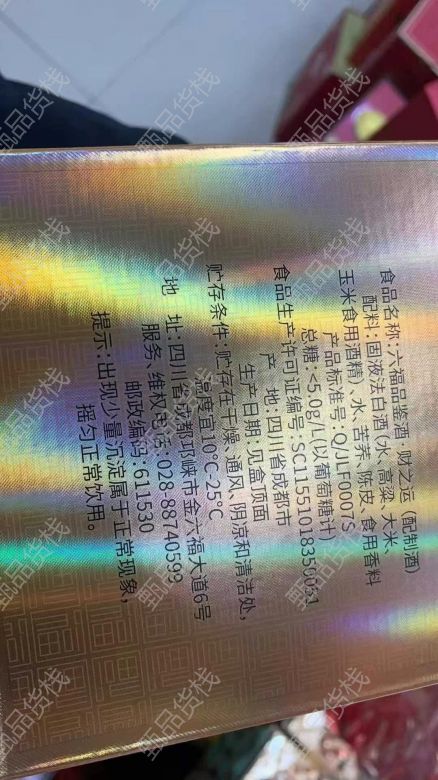 食品名称:六福品鉴酒·财之运(配制酒)
配料:固液法白酒(水、高粱、大米、
玉米食用酒精)、水、苦荞、陈皮、食用香料
产品标准号:Q/JLF0007S
总糖:≤5.0g/L(以葡萄糖计)
食品生产许可证编号:SC11551018356051
产 地:四川省成都市
生产日期:见盒顶面
贮存条件:贮存在干燥、通风、阴凉和清洁处,
温度宜10°C-25°C
地 址:四川省成都邛崃市金六福大道6号
服务、维权电话:028-88740599
邮政编码:611530
提示:出现少量沉淀属于正常现象,
摇匀正常饮用。
甄品货栈